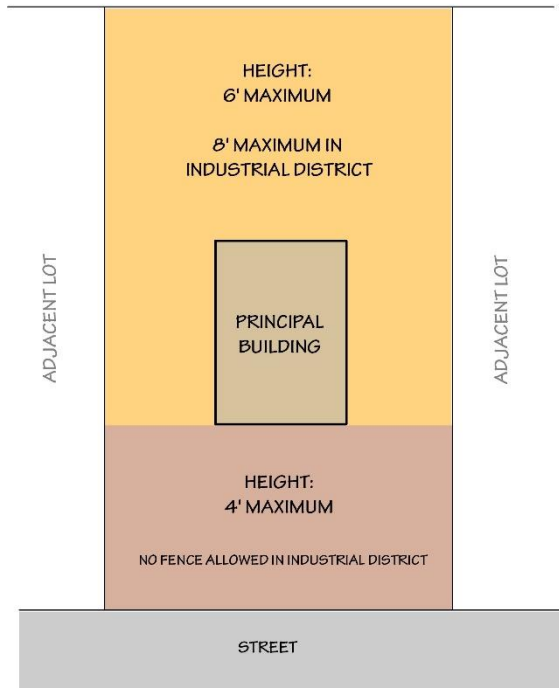 HEIGHT:
6' MAXIMUM
8' MAXIMUM IN
INDUSTRIAL DISTRICT
ADJACENT LOT
PRINCIPAL
BUILDING
ADJACENT LOT
HEIGHT:
4' MAXIMUM
NO FENCE ALLOWED IN INDUSTRIAL DISTRICT
STREET